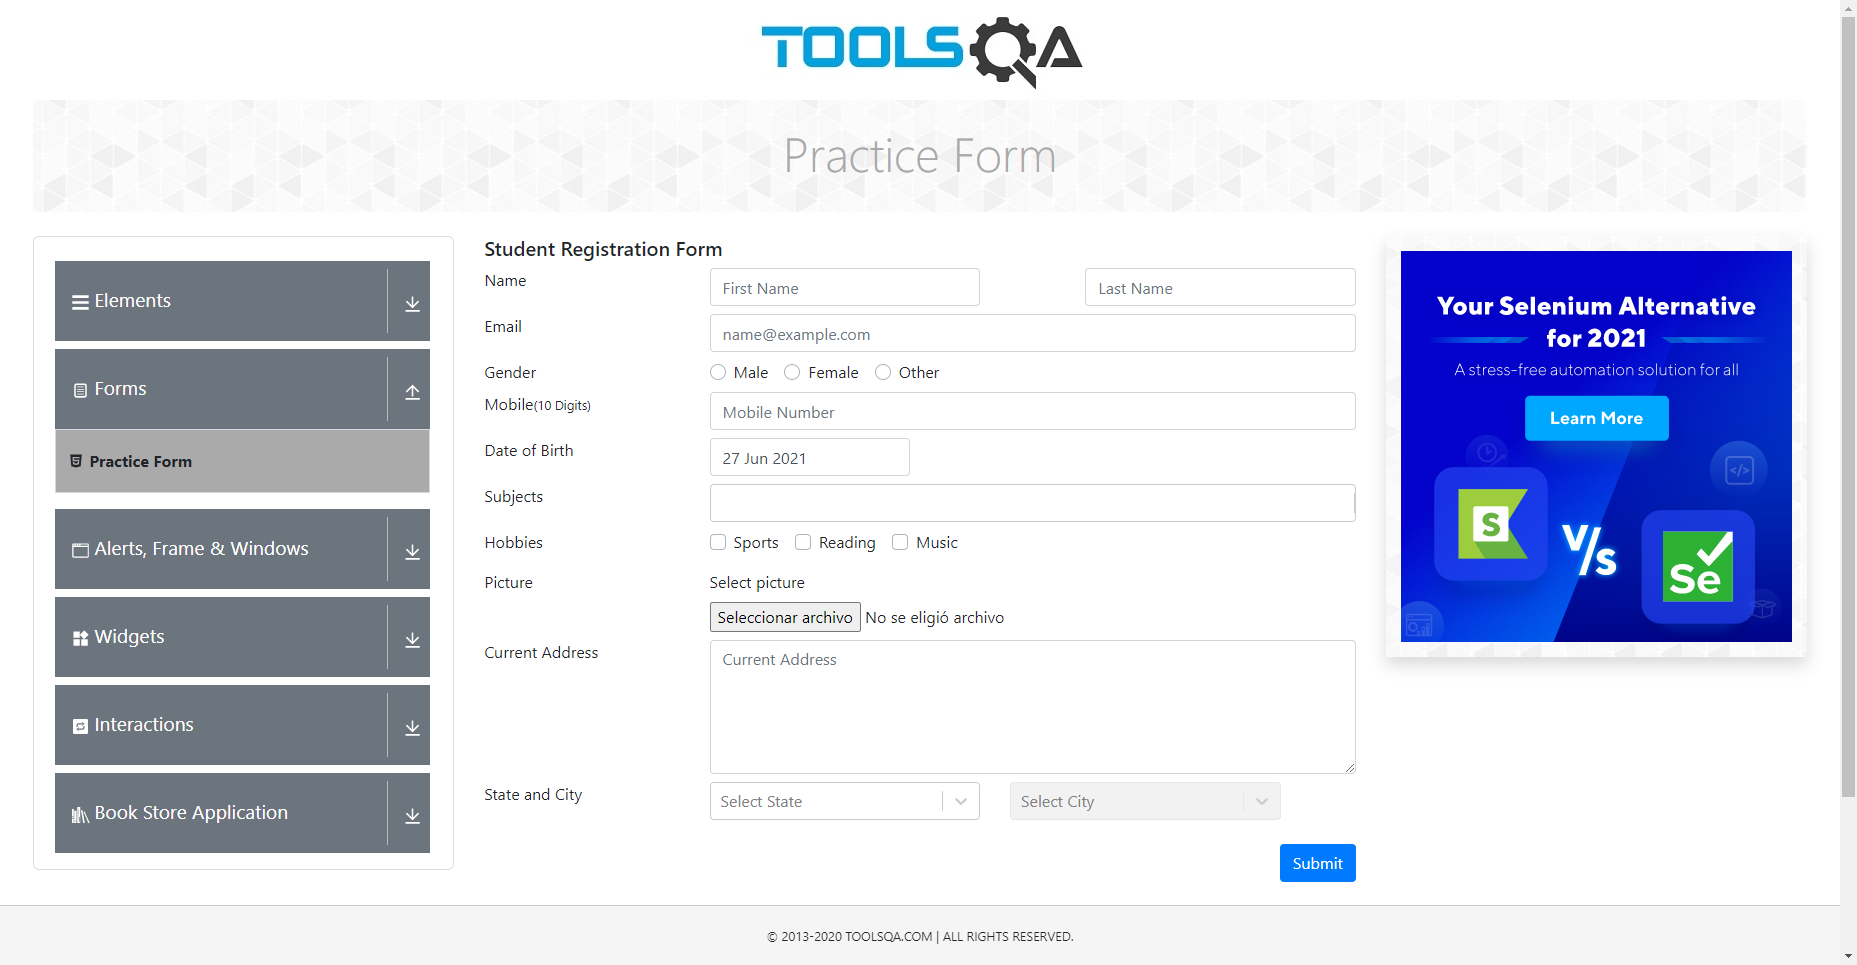 TOOLSQA
Practice Form
Elements
Forms
Practice Form
Alerts, Frame & Windows
Widgets
Interactions
Book Store Application
Student Registration Form
Name
First Name
Last Name
Email
name@example.com
Gender
Male
Female
Other
Mobile(10 Digits)
Mobile Number
Date of Birth
27 Jun 2021
Subjects
Hobbies
Sports
Reading
Music
Picture
Select picture
Seleccionar archivo No se eligió archivo
Current Address
Current Address
State and City
Select State
Select City
Submit
Your Selenium Alternative
for 2021
A stress-free automation solution for all
Learn More
</>
S
V/s
Se
© 2013-2020 TOOLSQA.COM | ALL RIGHTS RESERVED.